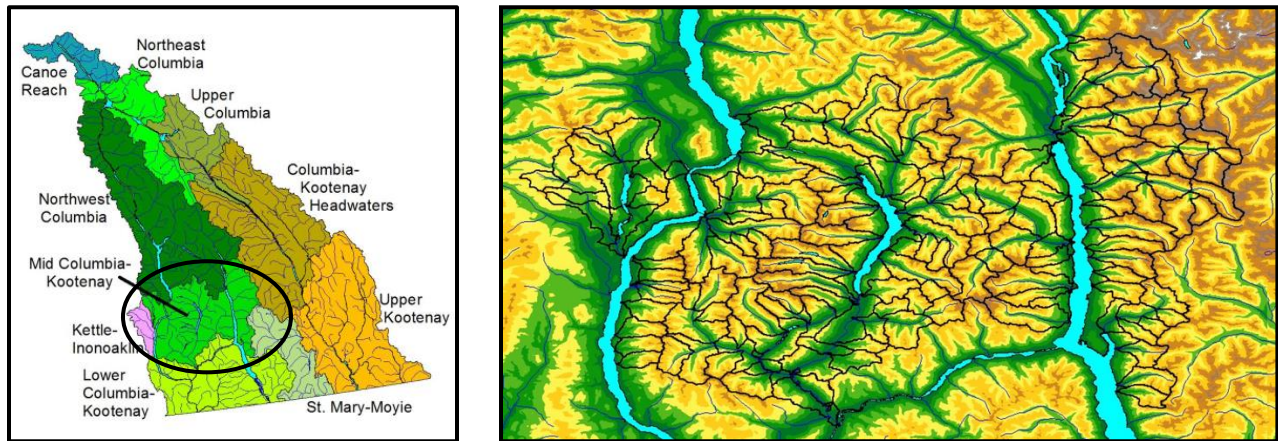 Northeast
Columbia
Canoe
Reach
Upper
Columbia
Columbia-
Kootenay
Headwaters
Northwest
Columbia
Mid Columbia-
Kootenay
Upper
Kootenay
Kettle-
Inonoaklin
Lower
Columbia-
Kootenay
St. Mary-Moyie